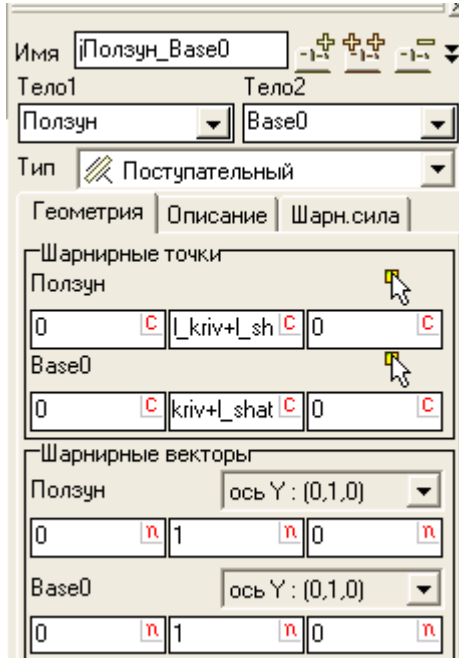 Имя jПолзун_Base0
Тело1 Тело2
Ползун Base0
Тип Поступательный
Геометрия Описание Шарн.сила
Шарнирные точки
Ползун
0 C l_kriv+l_sh C 0 C
Base0
0 C kriv+l_shat C 0 C
Шарнирные векторы
Ползун ось Y : (0,1,0)
0 n 1 n 0 n
Base0 ось Y : (0,1,0)
0 n 1 n 0 n